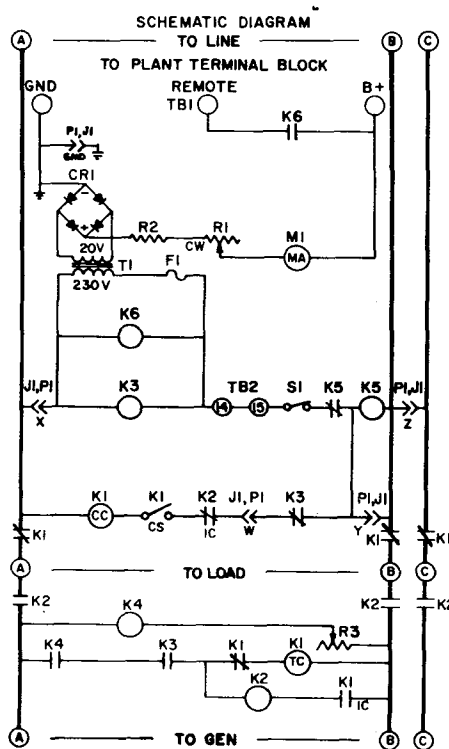 SCHEMATIC DIAGRAM
A TO LINE B C
TO PLANT TERMINAL BLOCK
GND REMOTE B+
TB1
K6
P1,J1
GND
CR1
- +
R2 R1
CW
M1
MA
20V
T1 F1
230V
K6
J1,P1 K3 TB2 S1 K5 K5 P1,J1
14 15
X Z
K1 K1 K2 J1,P1 K3 P1,J1
CC
CS 1C W Y
K1 K1 K1
A TO LOAD B C
K2 K2 K2
K4 R3
K4 K3 K1 K1
TC
K2 K1
1C
A TO GEN B C